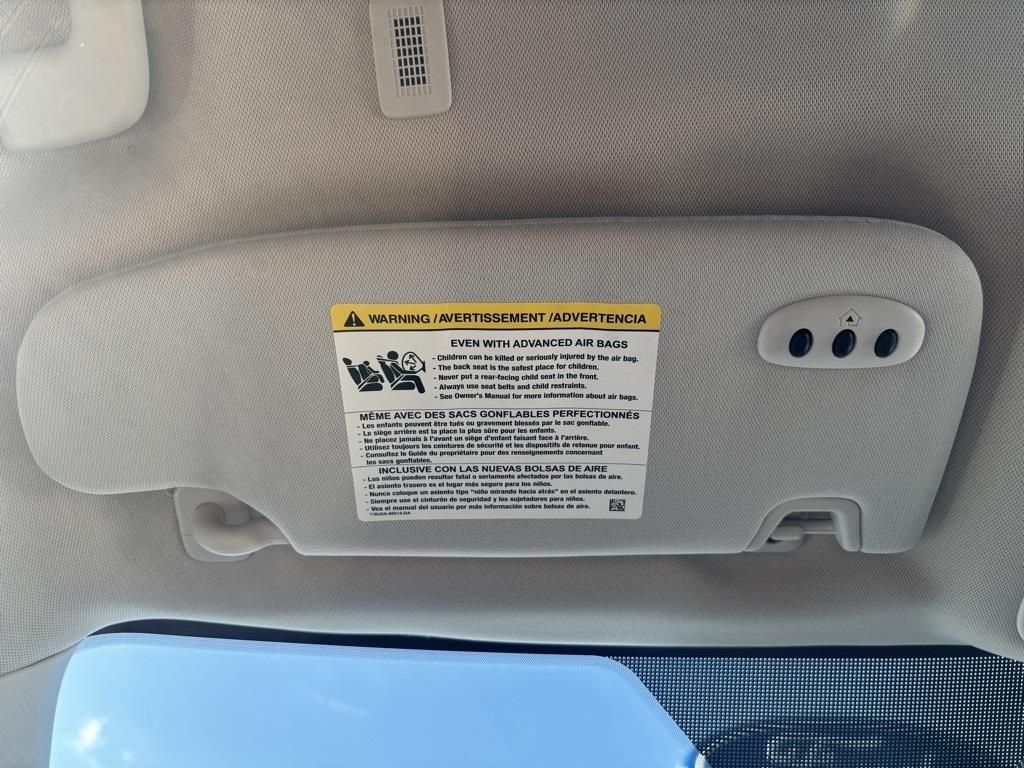 WARNING /AVERTISSEMENT /ADVERTENCIA
EVEN WITH ADVANCED AIR BAGS
- Children can be killed or seriously injured by the air bag.
- The back seat is the safest place for children.
- Never put a rear-facing child seat in the front.
- Always use seat belts and child restraints.
- See Owner's Manual for more information about air bags.
MÊME AVEC DES SACS GONFLABLES PERFECTIONNÉS
- Les enfants peuvent être tués ou gravement blessés par le sac gonflable.
- Le siège arrière est la place la plus sûre pour les enfants.
- Ne placez jamais à l'avant un siège d'enfant faisant face à l'arrière.
- Utilisez toujours les ceintures de sécurité et les dispositifs de retenue pour enfant.
- Consultez le Guide du propriétaire pour des renseignements concernant
les sacs gonflables.
INCLUSIVE CON LAS NUEVAS BOLSAS DE AIRE
- Los niños pueden resultar fatal o seriamente afectados por las bolsas de aire.
- El asiento trasero es el lugar más seguro para los niños.
- Nunca coloque un asiento tipo "niño mirando hacia atrás" en el asiento delantero.
- Siempre use el cinturón de seguridad y los sujetadores para niños.
- Vea el manual del usuario por más información sobre bolsas de aire.